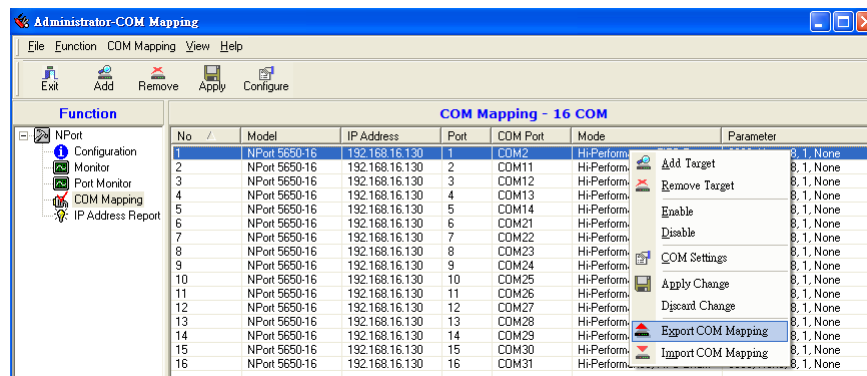 Administrator-COM Mapping
File Function COM Mapping View Help
Exit Add Remove Apply Configure
Function
COM Mapping - 16 COM
NPort
Configuration
Monitor
Port Monitor
COM Mapping
IP Address Report
No Model IP Address Port COM Port Mode Parameter
1 NPort 5650-16 192.168.16.130 1 COM2 Hi-Perform 8, 1, None
2 NPort 5650-16 192.168.16.130 2 COM11 Hi-Perform 8, 1, None
3 NPort 5650-16 192.168.16.130 3 COM12 Hi-Perform 8, 1, None
4 NPort 5650-16 192.168.16.130 4 COM13 Hi-Perform 8, 1, None
5 NPort 5650-16 192.168.16.130 5 COM14 Hi-Perform 8, 1, None
6 NPort 5650-16 192.168.16.130 6 COM21 Hi-Perform 8, 1, None
7 NPort 5650-16 192.168.16.130 7 COM22 Hi-Perform 8, 1, None
8 NPort 5650-16 192.168.16.130 8 COM23 Hi-Perform 8, 1, None
9 NPort 5650-16 192.168.16.130 9 COM24 Hi-Perform 8, 1, None
10 NPort 5650-16 192.168.16.130 10 COM25 Hi-Perform 8, 1, None
11 NPort 5650-16 192.168.16.130 11 COM26 Hi-Perform 8, 1, None
12 NPort 5650-16 192.168.16.130 12 COM27 Hi-Perform 8, 1, None
13 NPort 5650-16 192.168.16.130 13 COM28 Hi-Perform 8, 1, None
14 NPort 5650-16 192.168.16.130 14 COM29 Hi-Perform 8, 1, None
15 NPort 5650-16 192.168.16.130 15 COM30 Hi-Perform 8, 1, None
16 NPort 5650-16 192.168.16.130 16 COM31 Hi-Perform 8, 1, None
Add Target
Remove Target
Enable
Disable
COM Settings
Apply Change
Discard Change
Export COM Mapping
Import COM Mapping